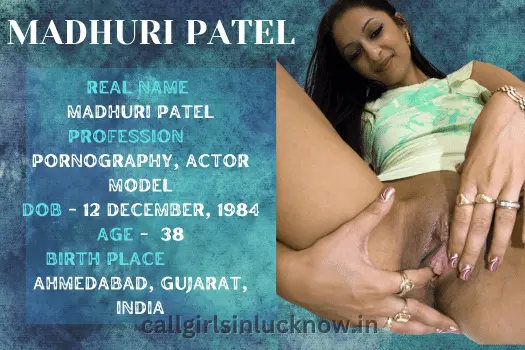 MADHURI PATEL
REAL NAME
MADHURI PATEL
PROFESSION
PORNOGRAPHY, ACTOR
MODEL
DOB - 12 DECEMBER, 1984
AGE - 38
BIRTH PLACE
AHMEDABAD, GUJARAT,
INDIA
callgirlsinlucknow.in